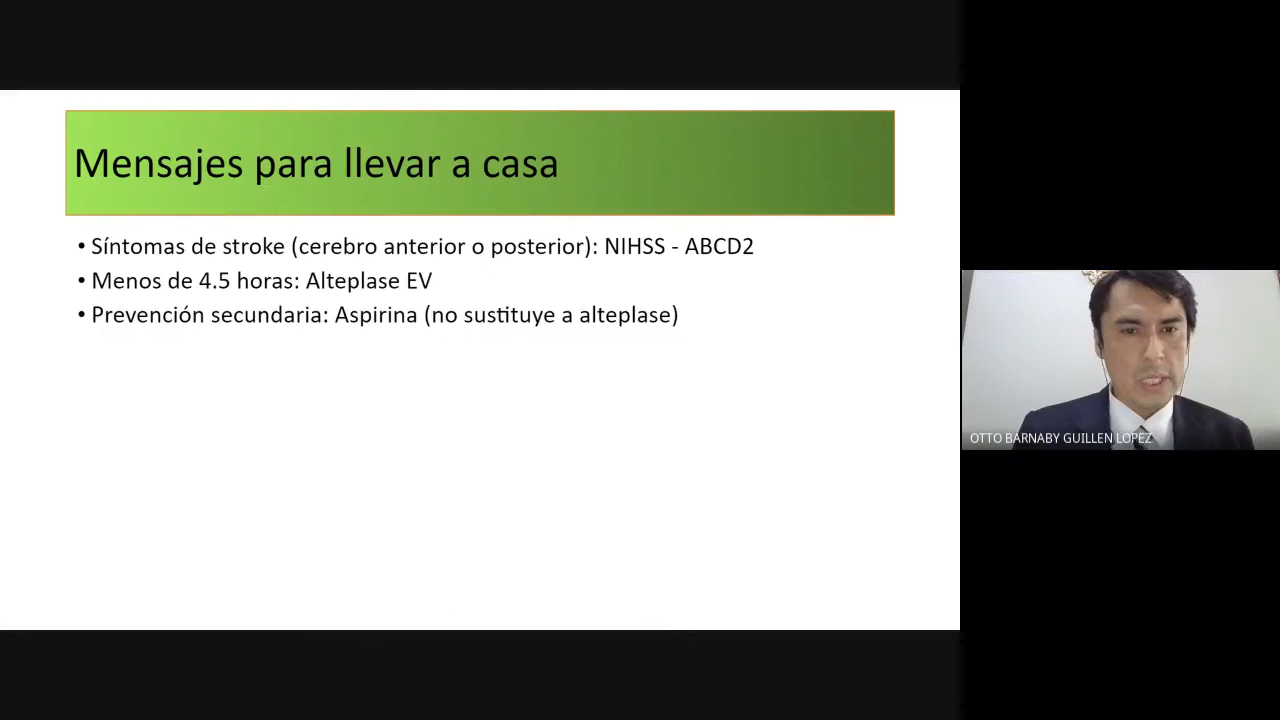 Mensajes para llevar a casa
• Síntomas de stroke (cerebro anterior o posterior): NIHSS - ABCD2
• Menos de 4.5 horas: Alteplase EV
• Prevención secundaria: Aspirina (no sustituye a alteplase)
OTTO BARNABY GUILLEN LOPEZ